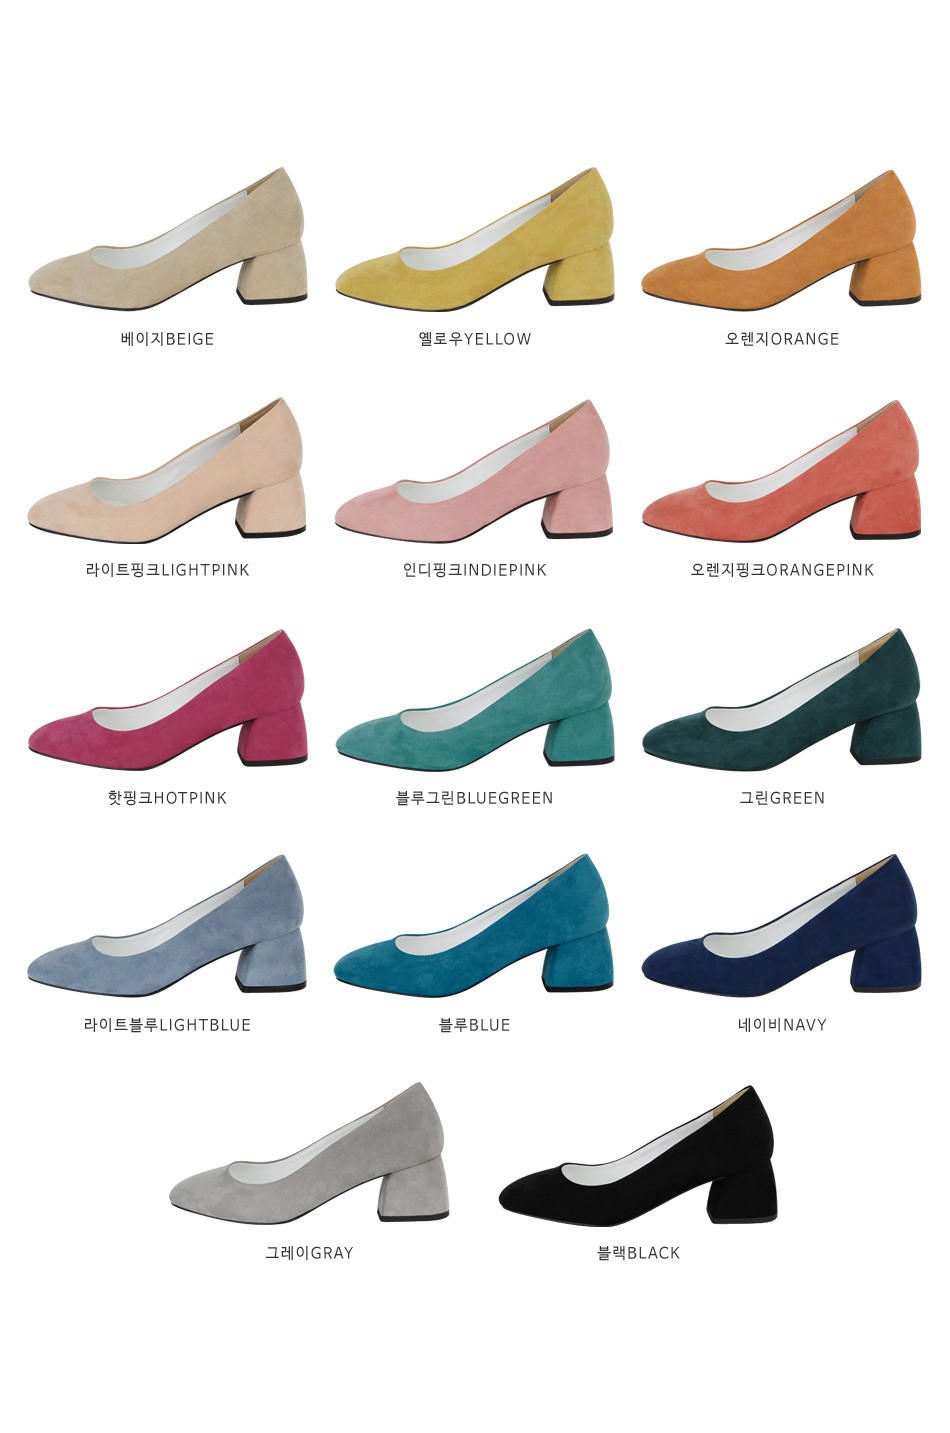 베이지BEIGE
옐로우YELLOW
오렌지ORANGE
라이트핑크LIGHTPINK
인디핑크INDIEPINK
오렌지핑크ORANGEPINK
핫핑크HOTPINK
블루그린BLUEGREEN
그린GREEN
라이트블루LIGHTBLUE
블루BLUE
네이비NAVY
그레이GRAY
블랙BLACK